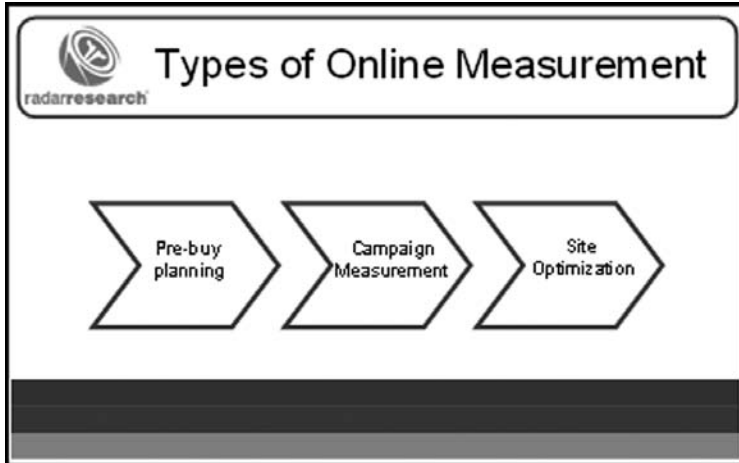 radarresearch
Types of Online Measurement
Pre-buy
planning
Campaign
Measurement
Site
Optimization